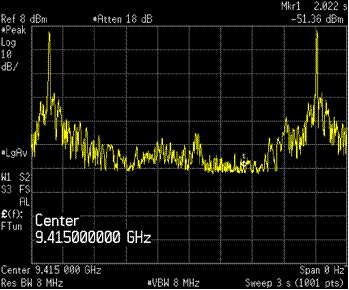 Mkr1 2.022 s
Ref 8 dBm *Atten 18 dB -51.36 dBm
*Peak
Log
10
dB/
*LgAv
W1 S2
S3 FS
AL
£(f):
FTun
Center
9.415000000 GHz
Center 9.415 000 GHz Span 0 Hz
Res BW 8 MHz *VBW 8 MHz Sweep 3 s (1001 pts)